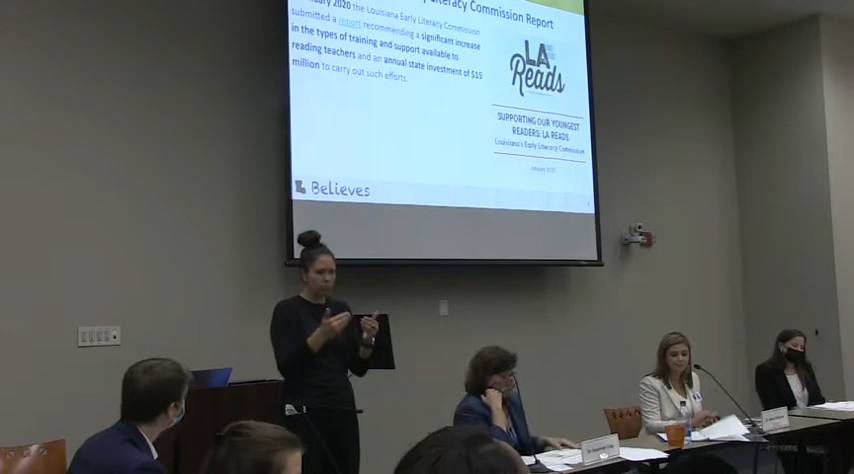 Literacy Commission Report
2020 the Louisiana Early Literacy Commission
submitted a report recommending a significant increase
in the types of training and support available to
reading teachers and an annual state investment of $15
million to carry out such efforts.
LA
Reads
SUPPORTING OUR YOUNGEST
READERS: LA READS
Louisiana's Early Literacy Commission
January 2020
Believes